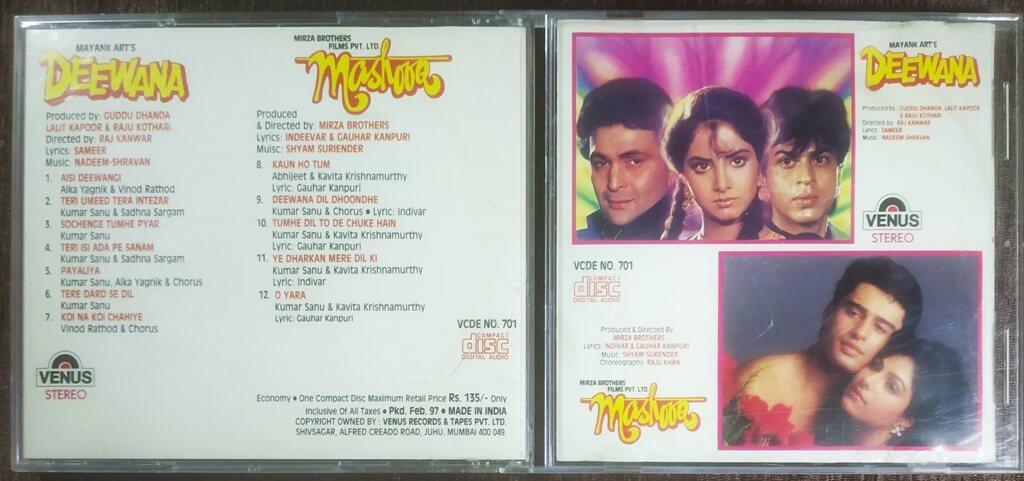 MAYANK ART'S
DEEWANA
Produced by: GUDDU DHANOA
LALIT KAPOOR & RAJU KOTHARI
Directed by: RAJ KANWAR
Lyrics: SAMEER
Music: NADEEM-SHRAVAN
1. AISI DEEWANGI
Alka Yagnik & Vinod Rathod
2. TERI UMEED TERA INTEZAR
Kumar Sanu & Sadhna Sargam
3. SOCHENGE TUMHE PYAR
Kumar Sanu
4. TERI ISI ADA PE SANAM
Kumar Sanu & Sadhna Sargam
5. PAYALIYA
Kumar Sanu, Alka Yagnik & Chorus
6. TERE DARD SE DIL
Kumar Sanu
7. KOI NA KOI CHAHIYE
Vinod Rathod & Chorus
VENUS
STEREO
MIRZA BROTHERS
FILMS PVT. LTD.
Mashooq
Produced
& Directed by: MIRZA BROTHERS
Lyrics: INDEEVAR & GAUHAR KANPURI
Muisc: SHYAM SURIENDER
8. KAUN HO TUM
Abhijeet & Kavita Krishnamurthy
Lyric: Gauhar Kanpuri
9. DEEWANA DIL DHOONDHE
Kumar Sanu & Chorus • Lyric: Indivar
10. TUMHE DIL TO DE CHUKE HAIN
Kumar Sanu & Kavita Krishnamurthy
Lyric: Gauhar Kanpuri
11. YE DHARKAN MERE DIL KI
Kumar Sanu & Kavita Krishnamurthy
Lyric: Indivar
12. O YARA
Kumar Sanu & Kavita Krishnamurthy
Lyric: Gauhar Kanpuri
VCDE NO. 701
COMPACT
disc
DIGITAL AUDIO
Economy • One Compact Disc Maximum Retail Price Rs. 135/- Only
Inclusive Of All Taxes • Pkd. Feb. 97 • MADE IN INDIA
COPYRIGHT OWNED BY : VENUS RECORDS & TAPES PVT. LTD.
SHIVSAGAR, ALFRED CREADO ROAD, JUHU, MUMBAI 400 049.
MAYANK ART'S
DEEWANA
Produced by: GUDDU DHANOA, LALIT KAPOOR
& RAJU KOTHARI
Directed by: RAJ KANWAR
Lyrics: SAMEER
Music: NADEEM SHRAVAN
VENUS
STEREO
VCDE NO. 701
COMPACT
disc
DIGITAL AUDIO
Produced & Directed By
MIRZA BROTHERS
Lyrics: INDIVAR & GAUHAR KANPURI
Music: SHYAM-SURENDER
Choreography: RAJU KHAN
MIRZA BROTHERS
FILMS PVT. LTD.
Mashooq